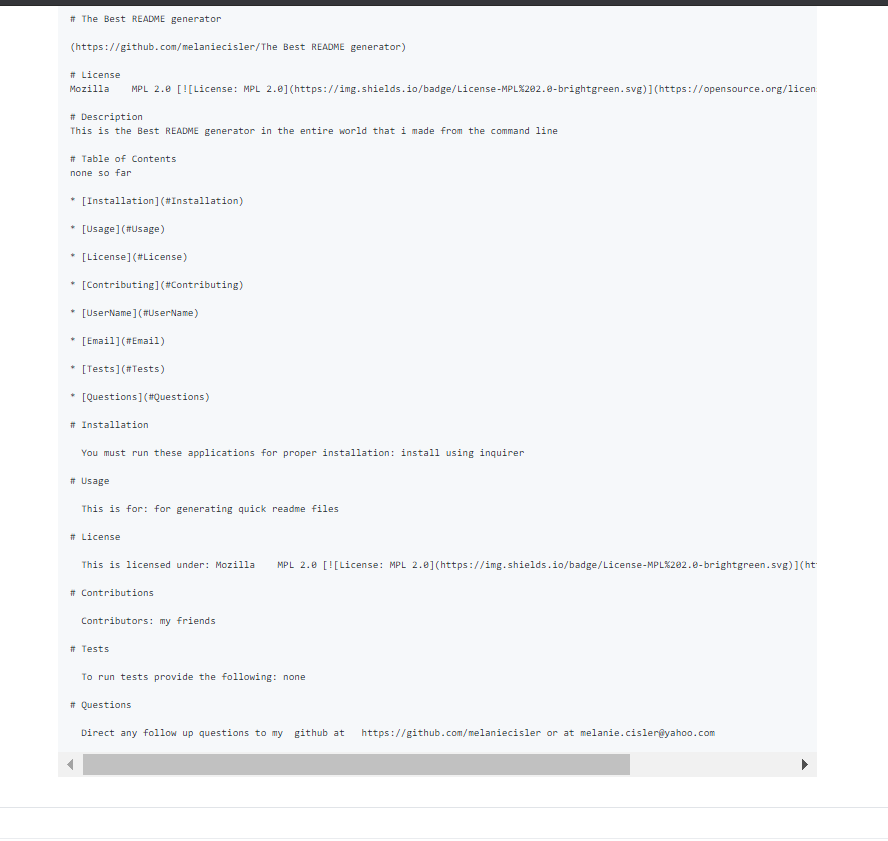 # The Best README generator
(https://github.com/melaniecisler/The Best README generator)
# License
Mozilla    MPL 2.0 [![License: MPL 2.0](https://img.shields.io/badge/License-MPL%202.0-brightgreen.svg)](https://opensource.org/licen
# Description
This is the Best README generator in the entire world that i made from the command line
# Table of Contents
none so far
* [Installation](#Installation)
* [Usage](#Usage)
* [License](#License)
* [Contributing](#Contributing)
* [UserName](#UserName)
* [Email](#Email)
* [Tests](#Tests)
* [Questions](#Questions)
# Installation
You must run these applications for proper installation: install using inquirer
# Usage
This is for: for generating quick readme files
# License
This is licensed under: Mozilla    MPL 2.0 [![License: MPL 2.0](https://img.shields.io/badge/License-MPL%202.0-brightgreen.svg)](ht
# Contributions
Contributors: my friends
# Tests
To run tests provide the following: none
# Questions
Direct any follow up questions to my  github at   https://github.com/melaniecisler or at melanie.cisler@yahoo.com